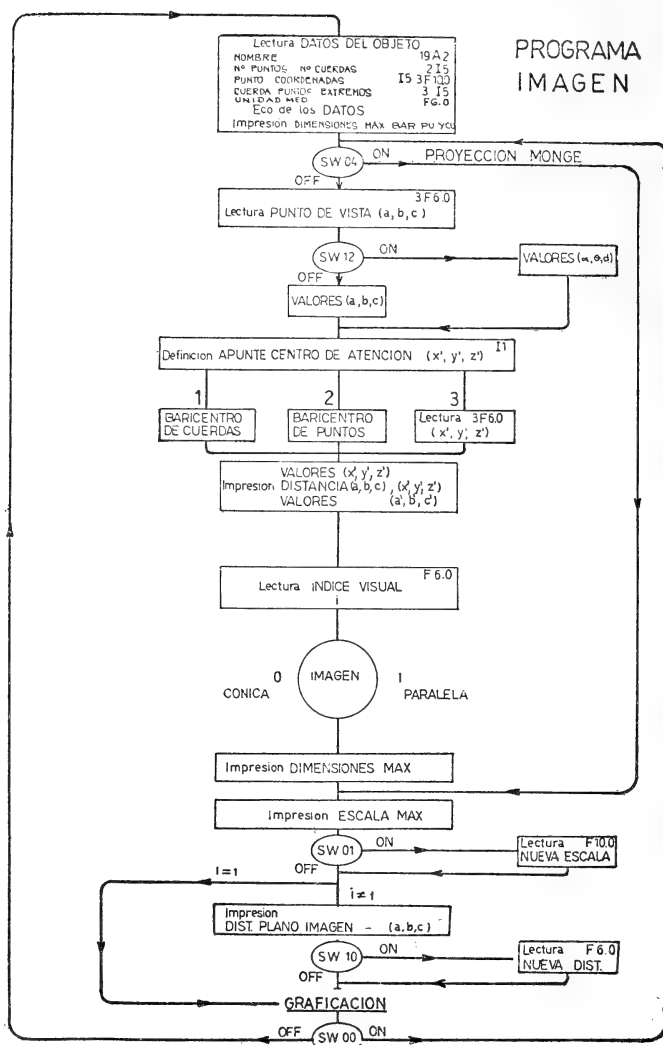 PROGRAMA
IMAGEN
Lectura DATOS DEL OBJETO
NOMBRE 19A2
Nº PUNTOS Nº CUERDAS 2I5
PUNTO COORDENADAS I5 3F10.0
CUERDA PUNTOS EXTREMOS 3 I5
UNIDAD MED F6.0
Eco de los DATOS
Impresión DIMENSIONES MAX BAR PU YCU
SW 04 ON PROYECCION MONGE
OFF
3F6.0
Lectura PUNTO DE VISTA (a,b,c)
SW 12 ON VALORES (α,θ,d)
OFF
VALORES (a,b,c)
Definicion APUNTE CENTRO DE ATENCION (x', y', z') I1
1 2 3
BARICENTRO DE CUERDAS
BARICENTRO DE PUNTOS
Lectura 3F6.0
(x', y', z')
VALORES (x', y', z')
Impresion DISTANCIA (a,b,c), (x', y', z')
VALORES (a', b', c')
F 6.0
Lectura INDICE VISUAL
i
0 IMAGEN 1
CONICA PARALELA
Impresion DIMENSIONES MAX
Impresion ESCALA MAX
SW 01 ON Lectura F10.0
NUEVA ESCALA
OFF
i=1
i≠1
Impresion
DIST. PLANO IMAGEN - (a,b,c)
SW 10 ON Lectura F6.0
NUEVA DIST.
OFF
GRAFICACION
OFF SW 00 ON